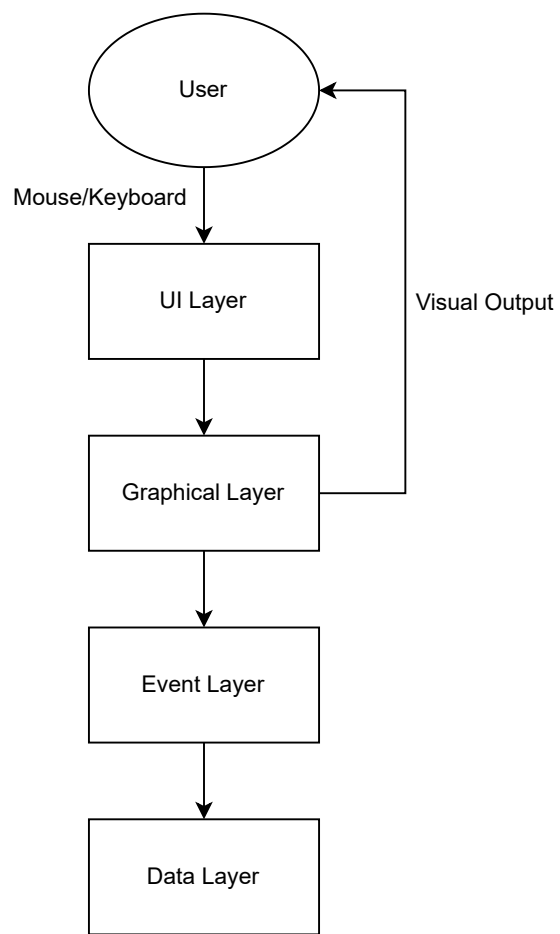 User
Mouse/Keyboard
UI Layer
Visual Output
Graphical Layer
Event Layer
Data Layer